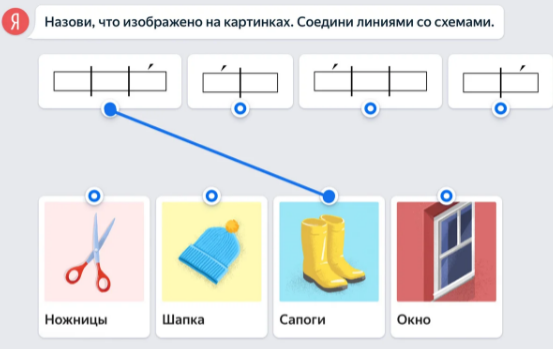 Я
Назови, что изображено на картинках. Соедини линиями со схемами.
Ножницы
Шапка
Сапоги
Окно